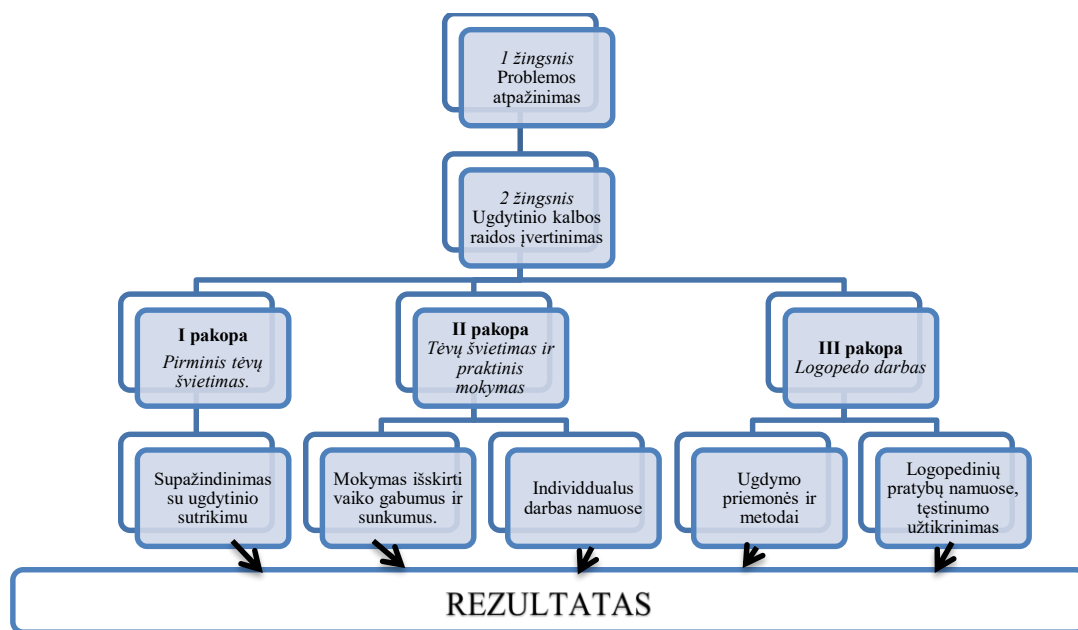 1 žingsnis
Problemos
atpažinimas
2 žingsnis
Ugdytinio kalbos
raidos įvertinimas
I pakopa
Pirminis tėvų
švietimas.
II pakopa
Tėvų švietimas ir
praktinis
mokymas
III pakopa
Logopedo darbas
Supažindinimas
su ugdytinio
sutrikimu
Mokymas išskirti
vaiko gabumus ir
sunkumus.
Individdualus
darbas namuose
Ugdymo
priemonės ir
metodai
Logopedinių
pratybų namuose,
tęstinumo
užtikrinimas
REZULTATAS